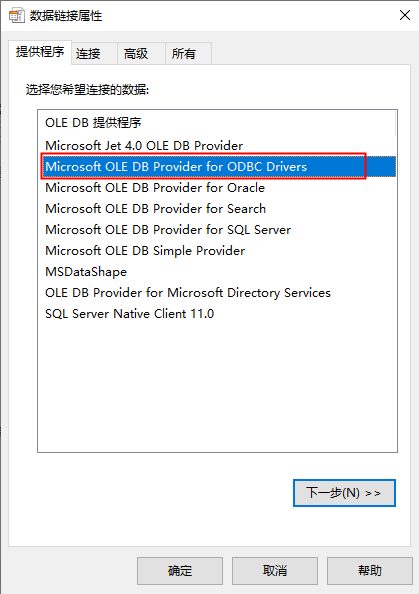 数据链接属性
提供程序 连接 高级 所有
选择您希望连接的数据:
OLE DB 提供程序
Microsoft Jet 4.0 OLE DB Provider
Microsoft OLE DB Provider for ODBC Drivers
Microsoft OLE DB Provider for Oracle
Microsoft OLE DB Provider for Search
Microsoft OLE DB Provider for SQL Server
Microsoft OLE DB Simple Provider
MSDataShape
OLE DB Provider for Microsoft Directory Services
SQL Server Native Client 11.0
下一步(N) >>
确定 取消 帮助